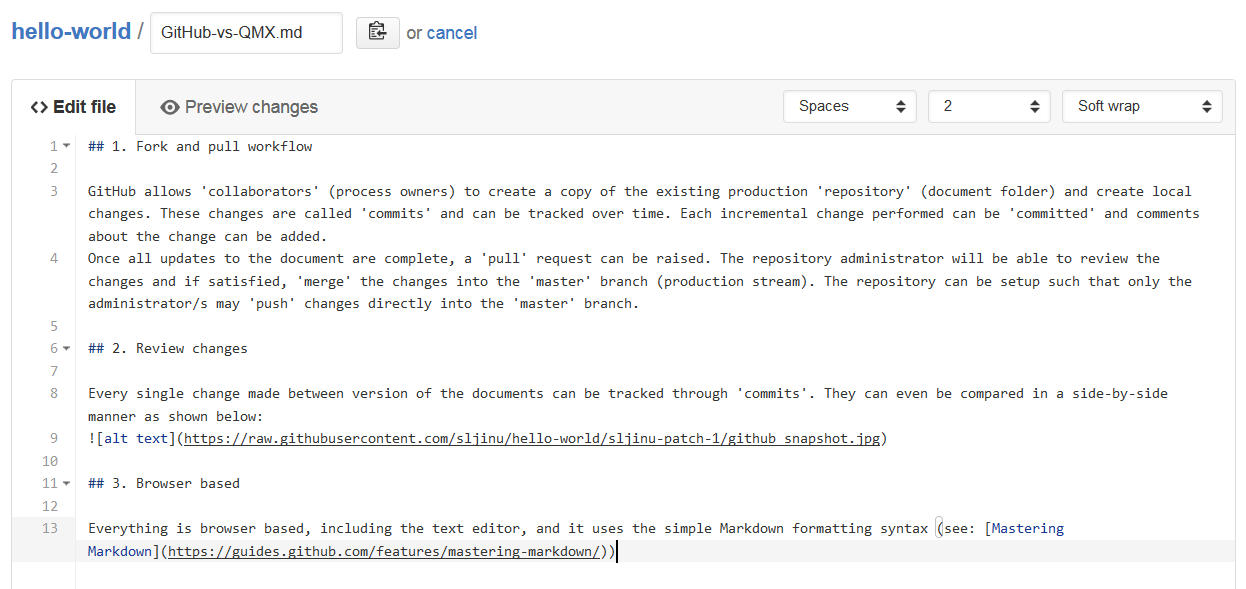 hello-world / GitHub-vs-QMX.md or cancel
Edit file Preview changes Spaces 2 Soft wrap
1 ## 1. Fork and pull workflow
2
3 GitHub allows 'collaborators' (process owners) to create a copy of the existing production 'repository' (document folder) and create local
changes. These changes are called 'commits' and can be tracked over time. Each incremental change performed can be 'committed' and comments
about the change can be added.
4 Once all updates to the document are complete, a 'pull' request can be raised. The repository administrator will be able to review the
changes and if satisfied, 'merge' the changes into the 'master' branch (production stream). The repository can be setup such that only the
administrator/s may 'push' changes directly into the 'master' branch.
5
6 ## 2. Review changes
7
8 Every single change made between version of the documents can be tracked through 'commits'. They can even be compared in a side-by-side
manner as shown below:
9 ![alt text](https://raw.githubusercontent.com/sljinu/hello-world/sljinu-patch-1/github_snapshot.jpg)
10
11 ## 3. Browser based
12
13 Everything is browser based, including the text editor, and it uses the simple Markdown formatting syntax (see: [Mastering
Markdown](https://guides.github.com/features/mastering-markdown/))